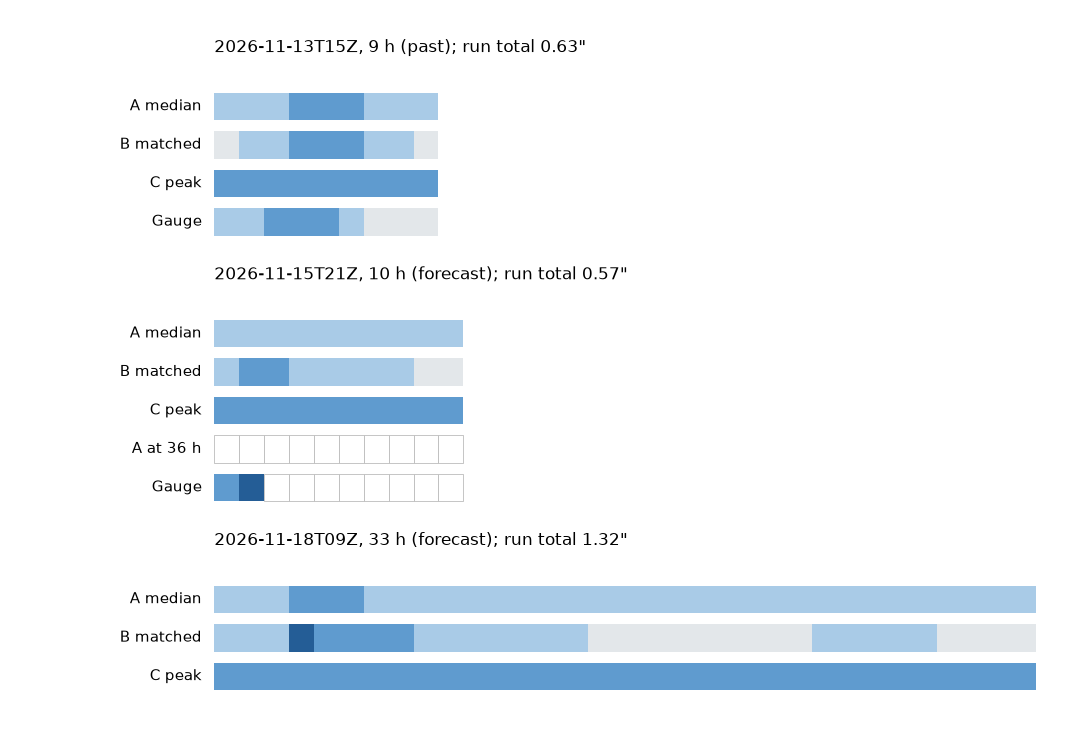 2026-11-13T15Z, 9 h (past); run total 0.63"
A median
B matched
C peak
Gauge
2026-11-15T21Z, 10 h (forecast); run total 0.57"
A median
B matched
C peak
A at 36 h
Gauge
2026-11-18T09Z, 33 h (forecast); run total 1.32"
A median
B matched
C peak